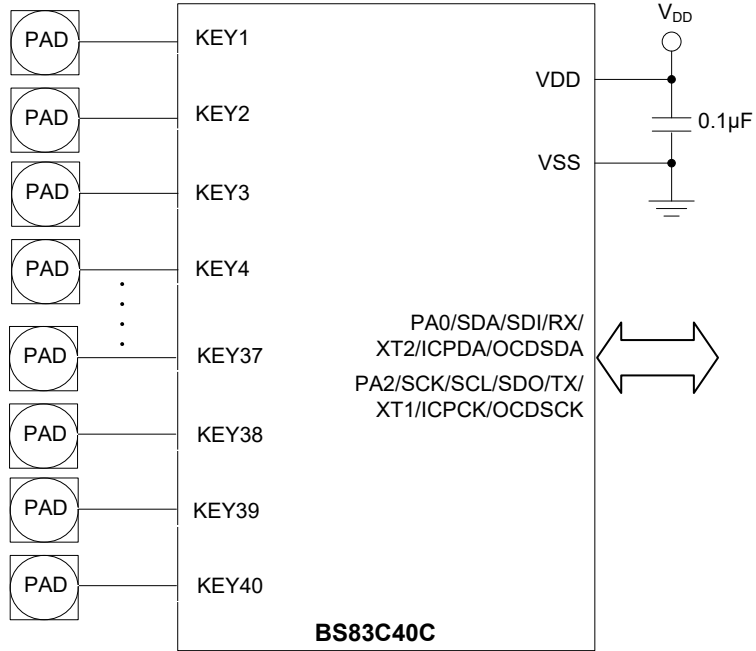 PAD KEY1
PAD KEY2
PAD KEY3
PAD KEY4
PAD KEY37
PAD KEY38
PAD KEY39
PAD KEY40
VDD
VDD
0.1µF
VSS
PA0/SDA/SDI/RX/
XT2/ICPDA/OCDSDA
PA2/SCK/SCL/SDO/TX/
XT1/ICPCK/OCDSCK
BS83C40C